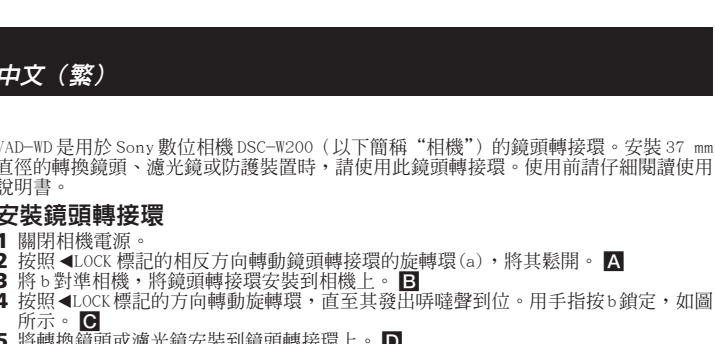 中文（繁）
VAD-WD 是用於 Sony 數位相機 DSC-W200（以下簡稱“相機”）的鏡頭轉接環。安裝 37 mm
直徑的轉換鏡頭、濾光鏡或防護裝置時，請使用此鏡頭轉接環。使用前請仔細閱讀使用
說明書。
安裝鏡頭轉接環
1 關閉相機電源。
2 按照 ◀LOCK 標記的相反方向轉動鏡頭轉接環的旋轉環(a)，將其鬆開。 A
3 將 b 對準相機，將鏡頭轉接環安裝到相機上。 B
4 按照◀LOCK標記的方向轉動旋轉環，直至其發出哢噠聲到位。用手指按b鎖定，如圖
所示。 C
5 將轉換鏡頭或濾光鏡安裝到鏡頭轉接環上。 D